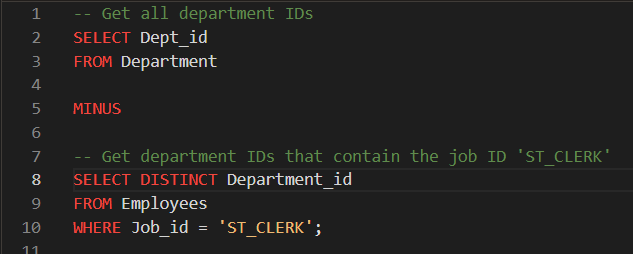 1 -- Get all department IDs
2 SELECT Dept_id
3 FROM Department
4
5 MINUS
6
7 -- Get department IDs that contain the job ID 'ST_CLERK'
8 SELECT DISTINCT Department_id
9 FROM Employees
10 WHERE Job_id = 'ST_CLERK';
11